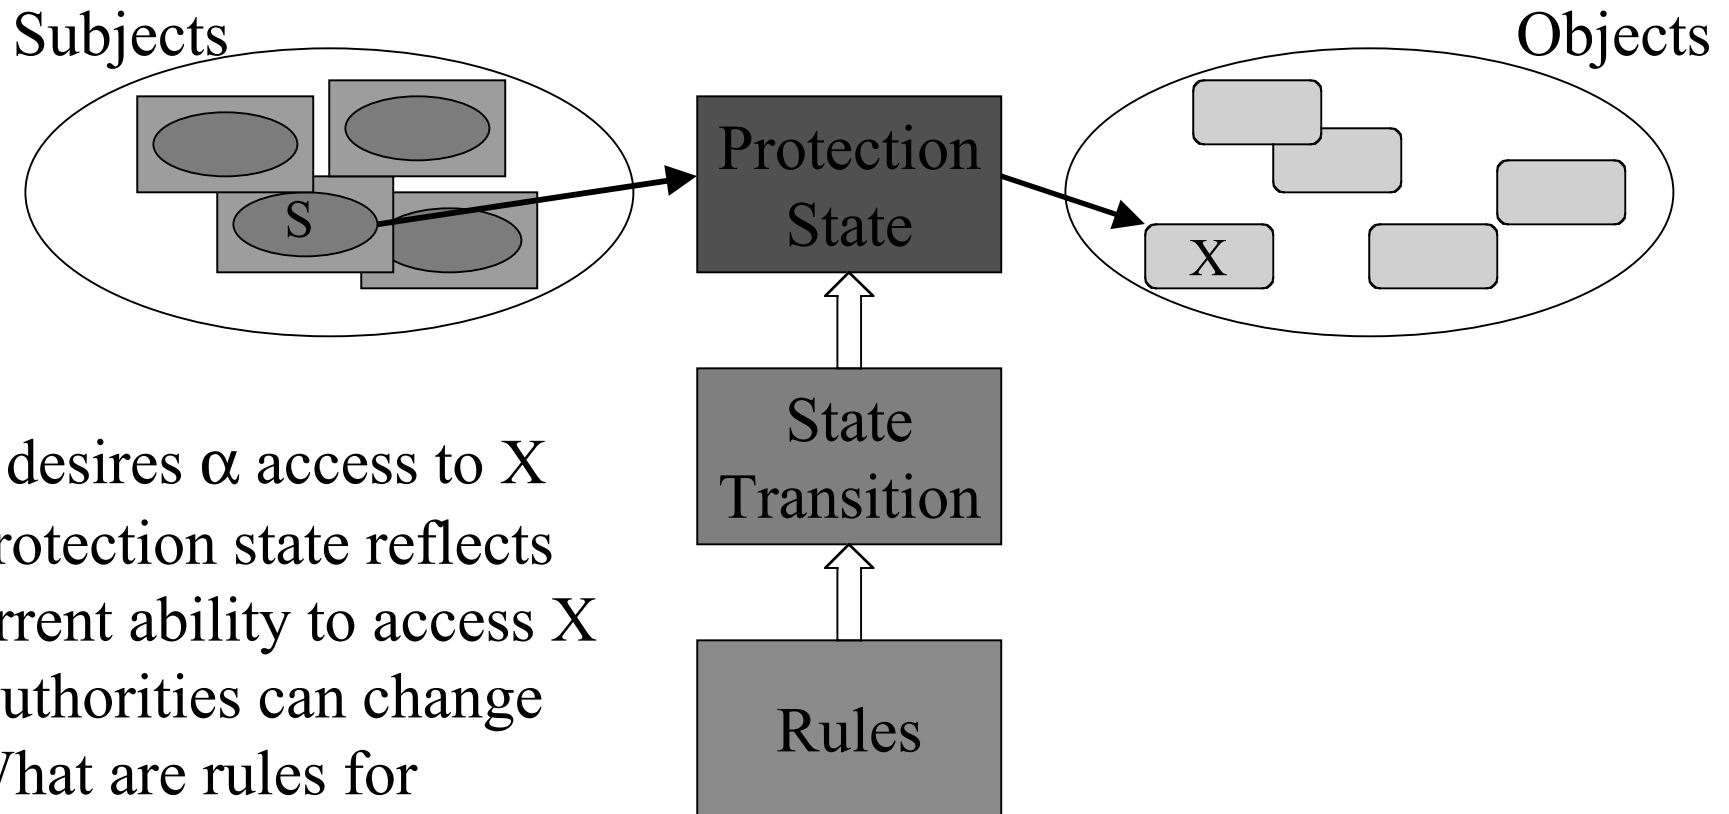 Subjects
Objects
S
Protection
State
X
State
Transition
desires α access to X
rotection state reflects
rrent ability to access X
uthorities can change
hat are rules for
Rules